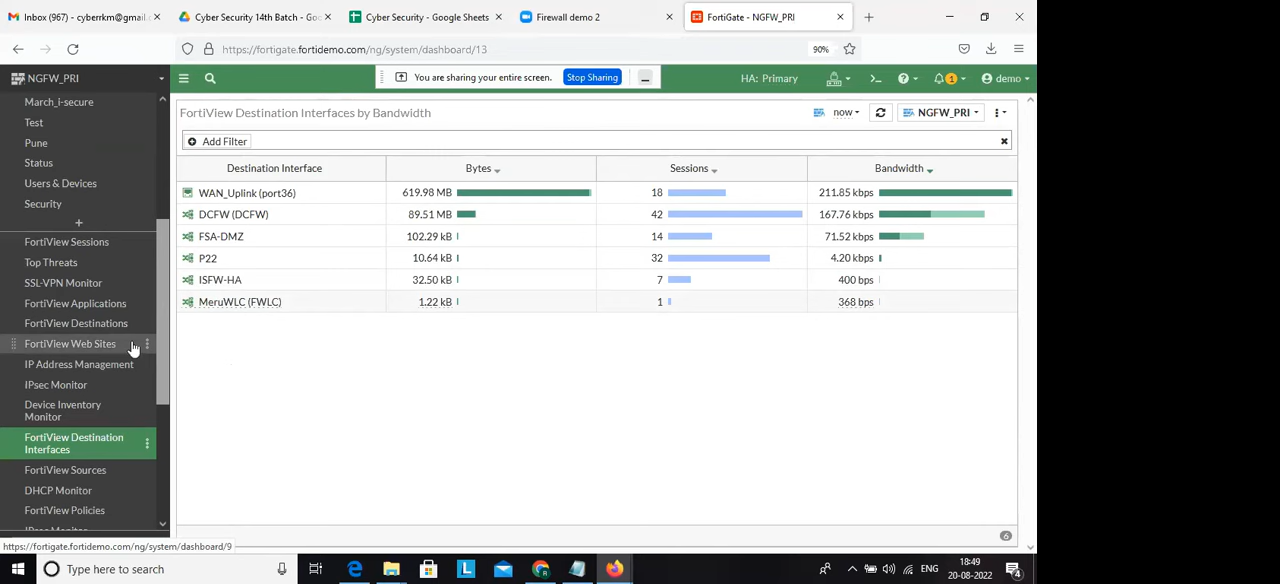 Inbox (967) - cyberrkm@gmail.c
Cyber Security 14th Batch - Goo
Cyber Security - Google Sheets
Firewall demo 2
FortiGate - NGFW_PRI
https://fortigate.fortidemo.com/ng/system/dashboard/13
90%
NGFW_PRI
You are sharing your entire screen.
Stop Sharing
HA: Primary
1
demo
March_i-secure
Test
Pune
Status
Users & Devices
Security
+
FortiView Sessions
Top Threats
SSL-VPN Monitor
FortiView Applications
FortiView Destinations
FortiView Web Sites
IP Address Management
IPsec Monitor
Device Inventory
Monitor
FortiView Destination
Interfaces
FortiView Sources
DHCP Monitor
FortiView Policies
IPsec Monitor
FortiView Destination Interfaces by Bandwidth
now
NGFW_PRI
Add Filter
Destination Interface Bytes Sessions Bandwidth
WAN_Uplink (port36) 619.98 MB 18 211.85 kbps
DCFW (DCFW) 89.51 MB 42 167.76 kbps
FSA-DMZ 102.29 kB 14 71.52 kbps
P22 10.64 kB 32 4.20 kbps
ISFW-HA 32.50 kB 7 400 bps
MeruWLC (FWLC) 1.22 kB 1 368 bps
6
https://fortigate.fortidemo.com/ng/system/dashboard/9
Type here to search
ENG
18:49
20-08-2022
4